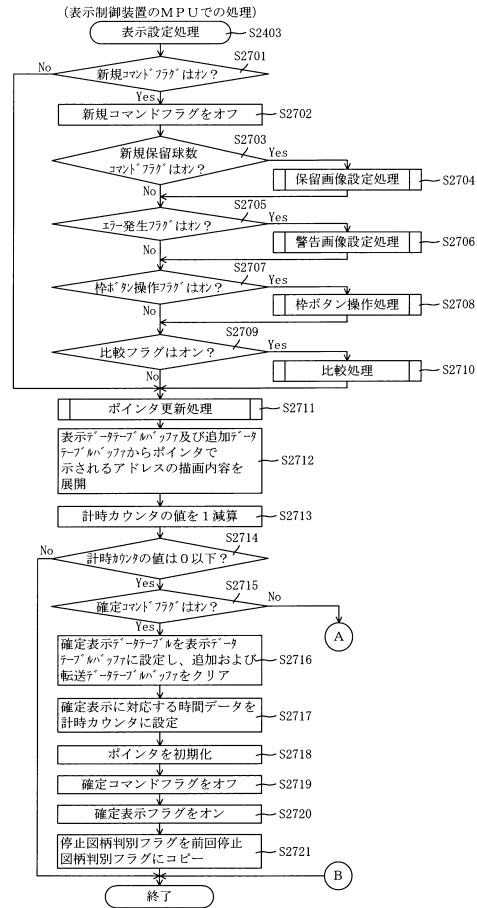 (表示制御装置のMPUでの処理)
表示設定処理
S2403
S2701
No
新規コマンドフラグはオン?
Yes
新規コマンドフラグをオフ
S2702
S2703
新規保留球数
コマンドフラグはオン?
Yes
No
保留画像設定処理
S2704
S2705
エラー発生フラグはオン?
Yes
No
警告画像設定処理
S2706
S2707
枠ボタン操作フラグはオン?
Yes
No
枠ボタン操作処理
S2708
S2709
比較フラグはオン?
Yes
No
比較処理
S2710
ポインタ更新処理
S2711
表示データテーブルバッファ及び追加データ
テーブルバッファからポインタで
示されるアドレスの描画内容を
展開
S2712
計時カウンタの値を1減算
S2713
S2714
No
計時カウンタの値は0以下?
Yes
S2715
確定コマンドフラグはオン?
No
Yes
A
確定表示データテーブルを表示データ
テーブルバッファに設定し、追加および
転送データテーブルバッファをクリア
S2716
確定表示に対応する時間データを
計時カウンタに設定
S2717
ポインタを初期化
S2718
確定コマンドフラグをオフ
S2719
確定表示フラグをオン
S2720
停止図柄判別フラグを前回停止
図柄判別フラグにコピー
S2721
B
終了